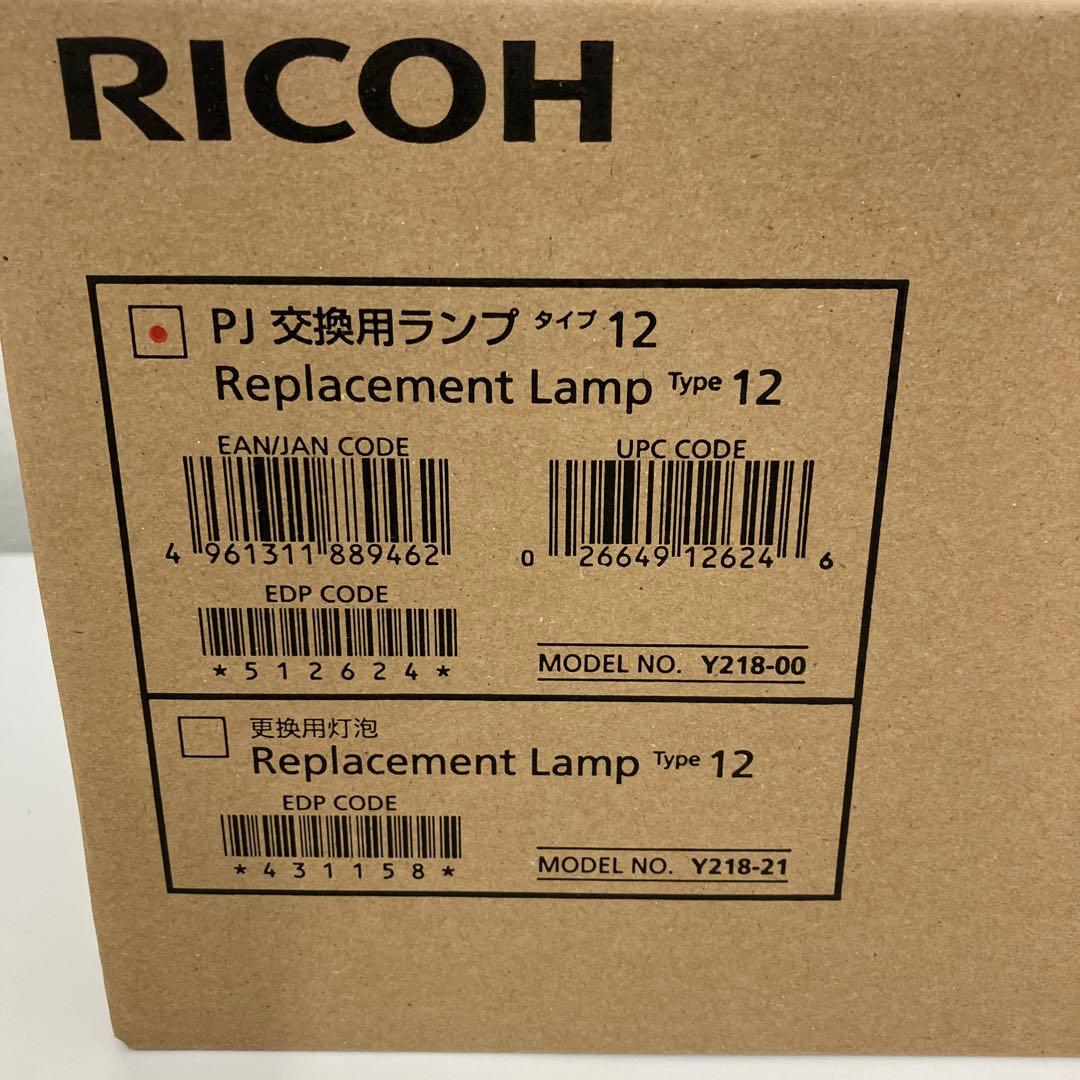 RICOH
PJ 交換用ランプ タイプ 12
Replacement Lamp Type 12
EAN/JAN CODE
4 961311 889462
UPC CODE
0 26649 12624 6
EDP CODE
*512624*
MODEL NO. Y218-00
更换用灯泡
Replacement Lamp Type 12
EDP CODE
*431158*
MODEL NO. Y218-21